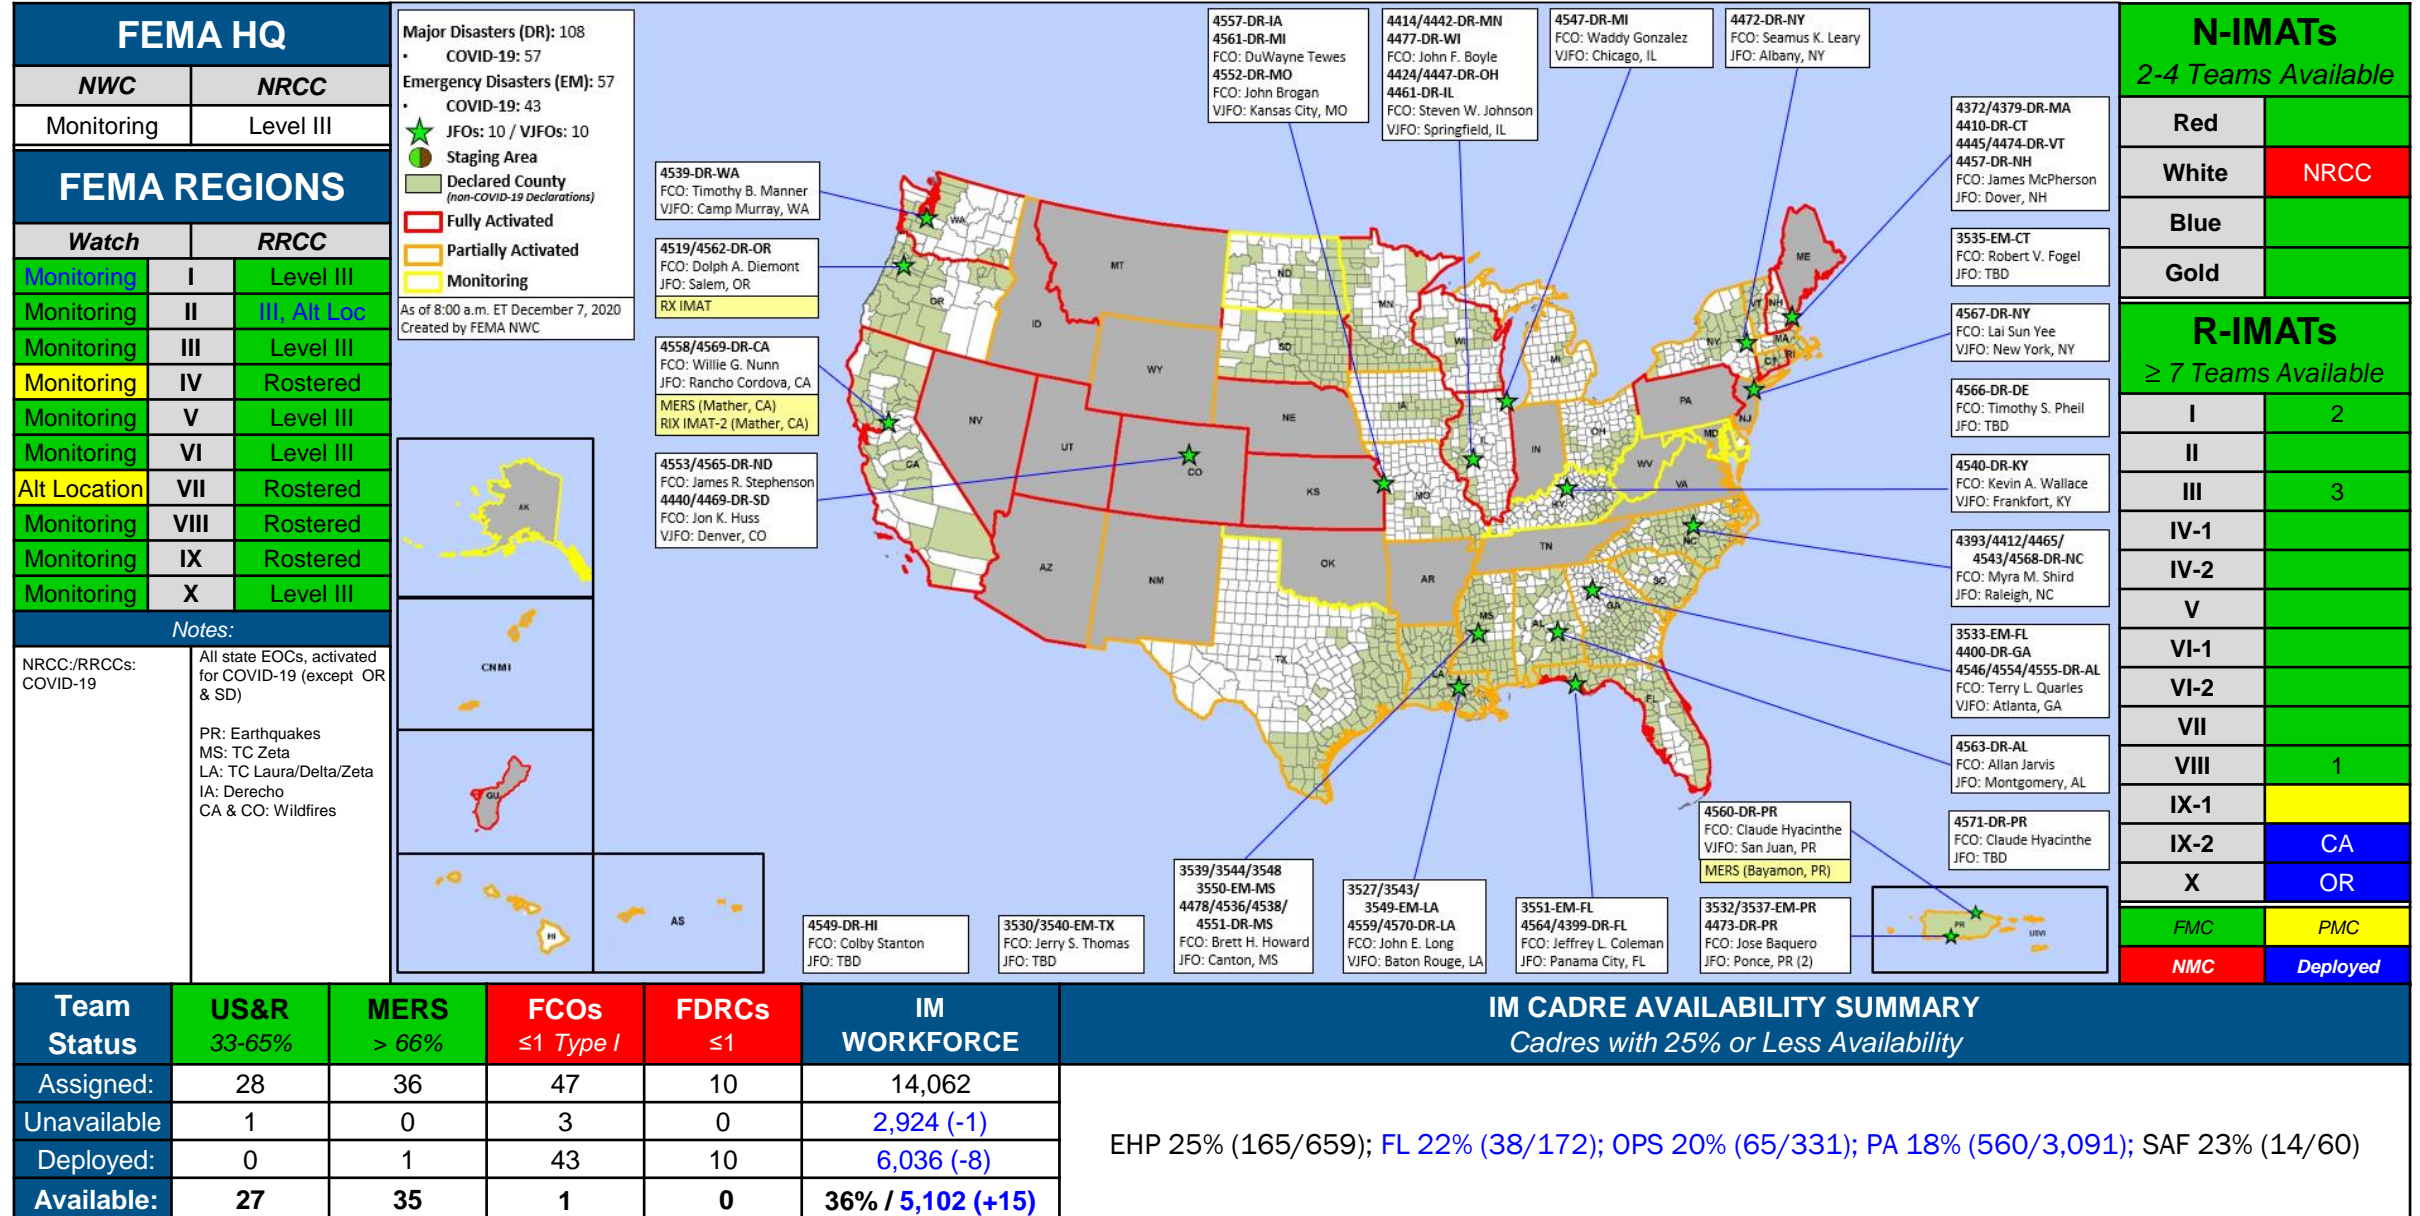 FEMA HQ
NWC NRCC
Monitoring Level III
FEMA REGIONS
Watch RRCC
Monitoring I Level III
Monitoring II III, Alt Loc
Monitoring III Level III
Monitoring IV Rostered
Monitoring V Level III
Monitoring VI Level III
Alt Location VII Rostered
Monitoring VIII Rostered
Monitoring IX Rostered
Monitoring X Level III
Notes:
NRCC:/RRCCs:
COVID-19
All state EOCs, activated
for COVID-19 (except OR
& SD)
PR: Earthquakes
MS: TC Zeta
LA: TC Laura/Delta/Zeta
IA: Derecho
CA & CO: Wildfires
Major Disasters (DR): 108
· COVID-19: 57
Emergency Disasters (EM): 57
· COVID-19: 43
JFOs: 10 / VJFOs: 10
Staging Area
Declared County
(non-COVID-19 Declarations)
Fully Activated
Partially Activated
Monitoring
As of 8:00 a.m. ET December 7, 2020
Created by FEMA NWC
4539-DR-WA
FCO: Timothy B. Manner
VJFO: Camp Murray, WA
4519/4562-DR-OR
FCO: Dolph A. Diemont
JFO: Salem, OR
RX IMAT
4558/4569-DR-CA
FCO: Willie G. Nunn
JFO: Rancho Cordova, CA
MERS (Mather, CA)
RIX IMAT-2 (Mather, CA)
4553/4565-DR-ND
FCO: James R. Stephenson
4440/4469-DR-SD
FCO: Jon K. Huss
VJFO: Denver, CO
4557-DR-IA
4561-DR-MI
FCO: DuWayne Tewes
4552-DR-MO
FCO: John Brogan
VJFO: Kansas City, MO
4414/4442-DR-MN
4477-DR-WI
FCO: John F. Boyle
4424/4447-DR-OH
4461-DR-IL
FCO: Steven W. Johnson
VJFO: Springfield, IL
4547-DR-MI
FCO: Waddy Gonzalez
VJFO: Chicago, IL
4472-DR-NY
FCO: Seamus K. Leary
JFO: Albany, NY
4372/4379-DR-MA
4410-DR-CT
4445/4474-DR-VT
4457-DR-NH
FCO: James McPherson
JFO: Dover, NH
3535-EM-CT
FCO: Robert V. Fogel
JFO: TBD
4567-DR-NY
FCO: Lai Sun Yee
VJFO: New York, NY
4566-DR-DE
FCO: Timothy S. Pheil
JFO: TBD
4540-DR-KY
FCO: Kevin A. Wallace
VJFO: Frankfort, KY
4393/4412/4465/
4543/4568-DR-NC
FCO: Myra M. Shird
JFO: Raleigh, NC
3533-EM-FL
4400-DR-GA
4546/4554/4555-DR-AL
FCO: Terry L. Quarles
VJFO: Atlanta, GA
4563-DR-AL
FCO: Allan Jarvis
JFO: Montgomery, AL
4571-DR-PR
FCO: Claude Hyacinthe
JFO: TBD
4560-DR-PR
FCO: Claude Hyacinthe
VJFO: San Juan, PR
MERS (Bayamon, PR)
3532/3537-EM-PR
4473-DR-PR
FCO: Jose Baquero
JFO: Ponce, PR (2)
3551-EM-FL
4564/4399-DR-FL
FCO: Jeffrey L. Coleman
JFO: Panama City, FL
3527/3543/
3549-EM-LA
4559/4570-DR-LA
FCO: John E. Long
VJFO: Baton Rouge, LA
3539/3544/3548
3550-EM-MS
4478/4536/4538/
4551-DR-MS
FCO: Brett H. Howard
JFO: Canton, MS
3530/3540-EM-TX
FCO: Jerry S. Thomas
JFO: TBD
4549-DR-HI
FCO: Colby Stanton
JFO: TBD
WA
MT
ND
MN
ME
OR
ID
SD
WI
MI
VT
NH
NY
MA
CT
RI
WY
NE
IA
PA
NJ
NV
UT
CO
KS
MO
IL
IN
OH
MD
WV
VA
KY
CA
AZ
NM
OK
AR
TN
NC
SC
TX
LA
MS
AL
GA
FL
AK
CNMI
GU
HI
AS
PR
USVI
N-IMATs
2-4 Teams Available
Red
White NRCC
Blue
Gold
R-IMATs
≥ 7 Teams Available
I 2
II
III 3
IV-1
IV-2
V
VI-1
VI-2
VII
VIII 1
IX-1
IX-2 CA
X OR
FMC PMC
NMC Deployed
Team Status
US&R 33-65%
MERS > 66%
FCOs ≤1 Type I
FDRCs ≤1
IM WORKFORCE
Assigned: 28 36 47 10 14,062
Unavailable 1 0 3 0 2,924 (-1)
Deployed: 0 1 43 10 6,036 (-8)
Available: 27 35 1 0 36% / 5,102 (+15)
IM CADRE AVAILABILITY SUMMARY
Cadres with 25% or Less Availability
EHP 25% (165/659); FL 22% (38/172); OPS 20% (65/331); PA 18% (560/3,091); SAF 23% (14/60)